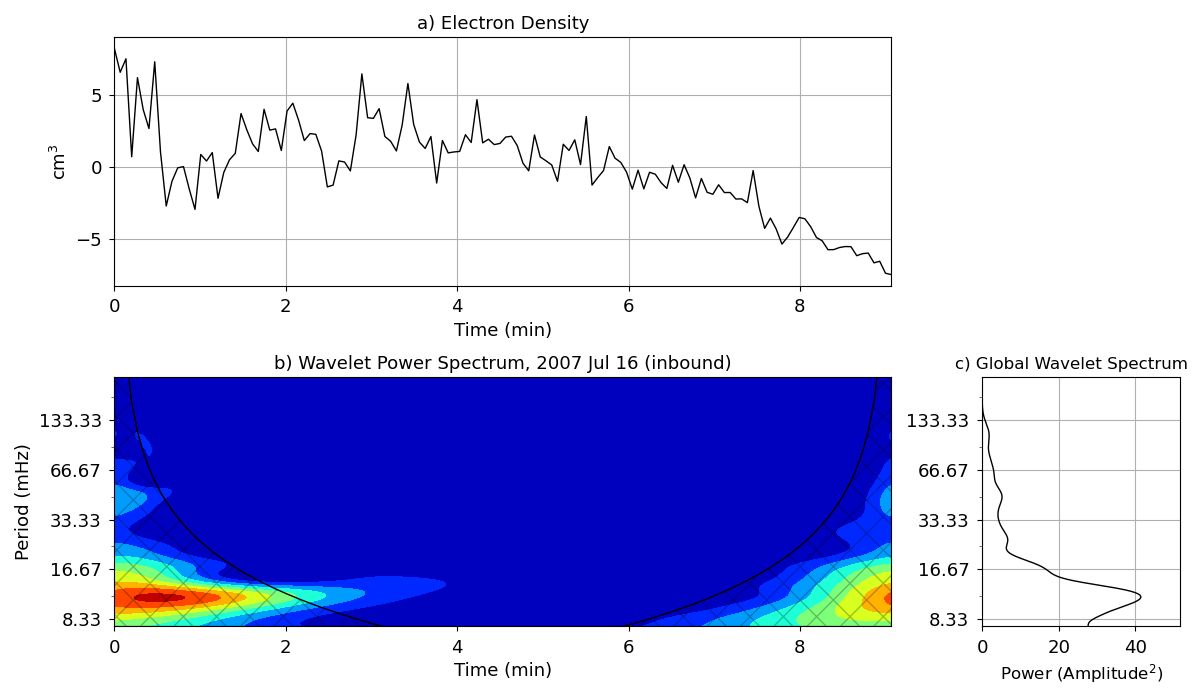 a) Electron Density
5
0
−5
cm³
0 2 4 6 8
Time (min)
b) Wavelet Power Spectrum, 2007 Jul 16 (inbound)
133.33
66.67
33.33
16.67
8.33
Period (mHz)
0 2 4 6 8
Time (min)
c) Global Wavelet Spectrum
133.33
66.67
33.33
16.67
8.33
0 20 40
Power (Amplitude²)